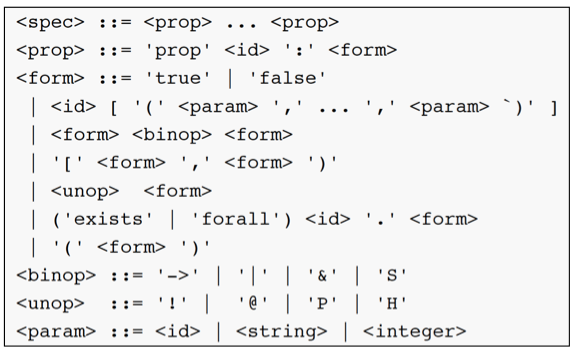 <spec> ::= <prop> ... <prop>
<prop> ::= 'prop' <id> ':' <form>
<form> ::= 'true' | 'false'
| <id> [ '(' <param> ',' ... ',' <param> `)' ]
| <form> <binop> <form>
| '[' <form> ',' <form> ')'
| <unop> <form>
| ('exists' | 'forall') <id> '.' <form>
| '(' <form> ')'
<binop> ::= '->' | '|' | '&' | 'S'
<unop> ::= '!' | '@' | 'P' | 'H'
<param> ::= <id> | <string> | <integer>